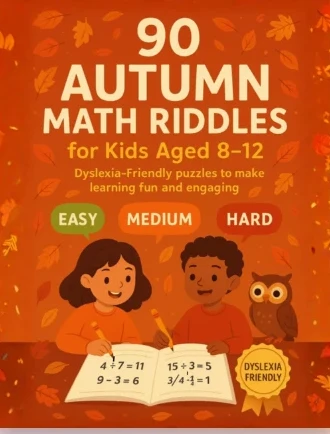 90
AUTUMN
MATH RIDDLES
for Kids Aged 8–12
Dyslexia-Friendly puzzles to make
learning fun and engaging
EASY MEDIUM HARD
4 ÷ 7 = 11
9 – 3 = 6
15 ÷ 3 = 5
DYSLEXIA
FRIENDLY